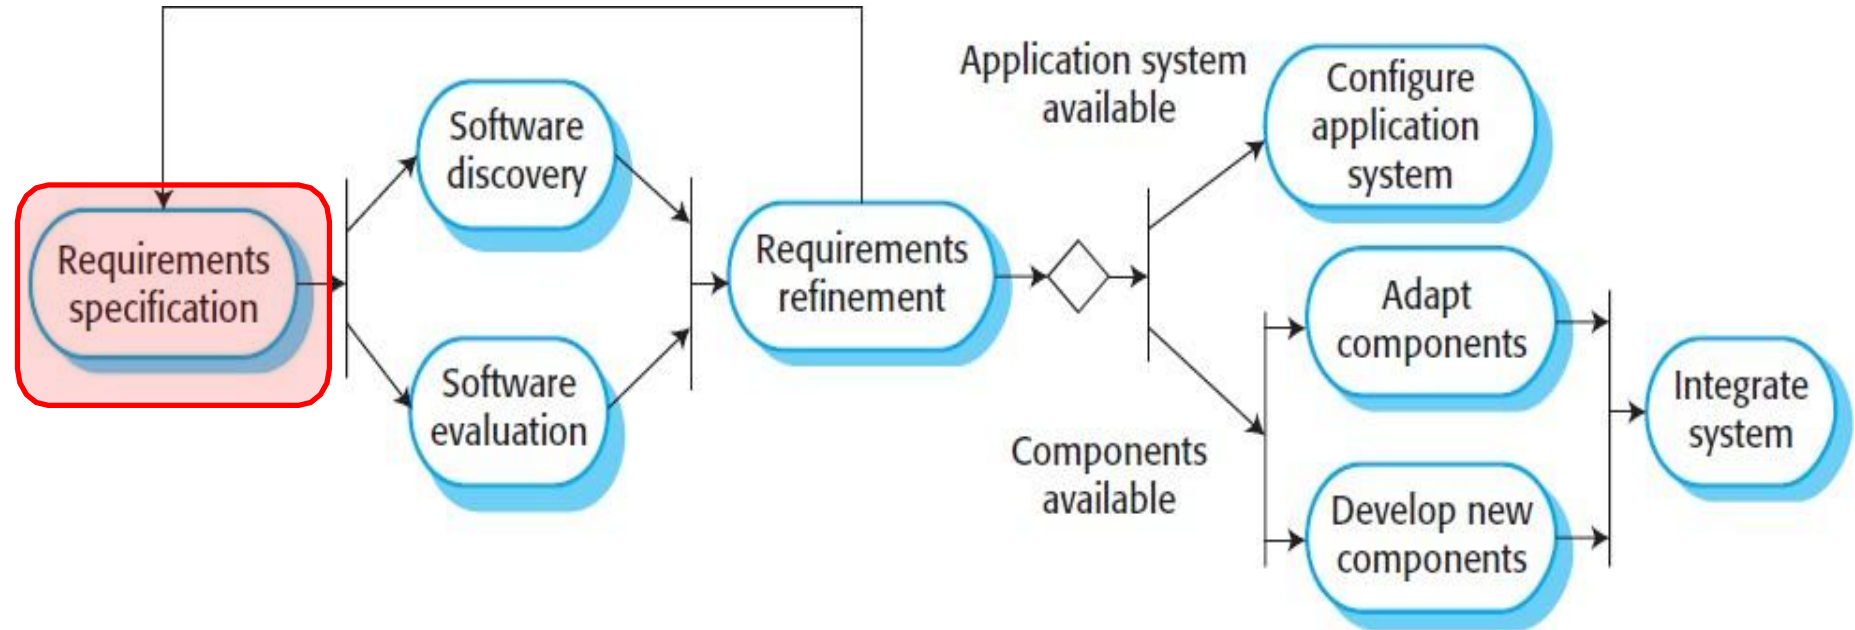 Requirements
specification
Software
discovery
Software
evaluation
Requirements
refinement
Application system
available
Configure
application
system
Components
available
Adapt
components
Develop new
components
Integrate
system